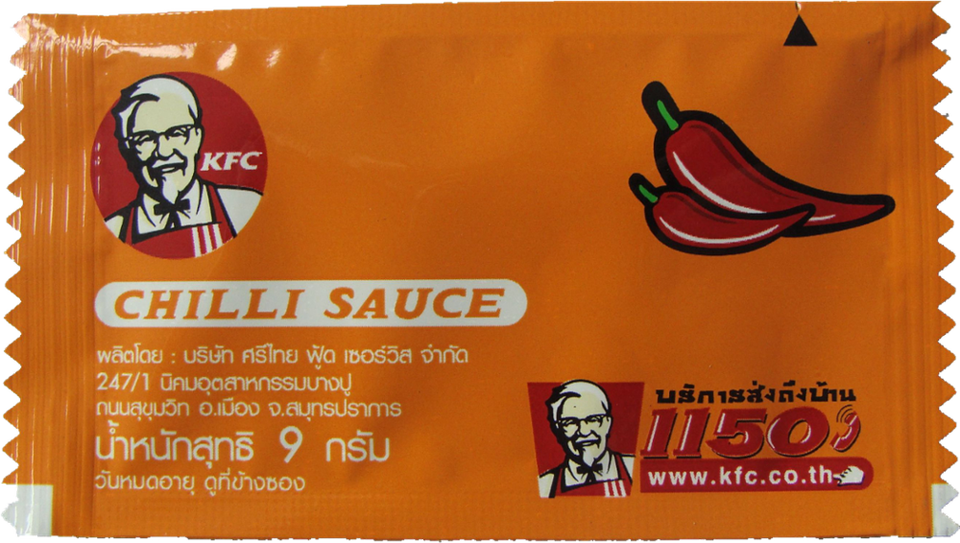 KFC
CHILLI SAUCE
ผลิตโดย : บริษัท ศรีไทย ฟู้ด เซอร์วิส จำกัด
247/1 นิคมอุตสาหกรรมบางปู
ถนนสุขุมวิท อ.เมือง จ.สมุทรปราการ
น้ำหนักสุทธิ 9 กรัม
วันหมดอายุ ดูที่ข้างซอง
บริการส่งถึงบ้าน
1150
www.kfc.co.th